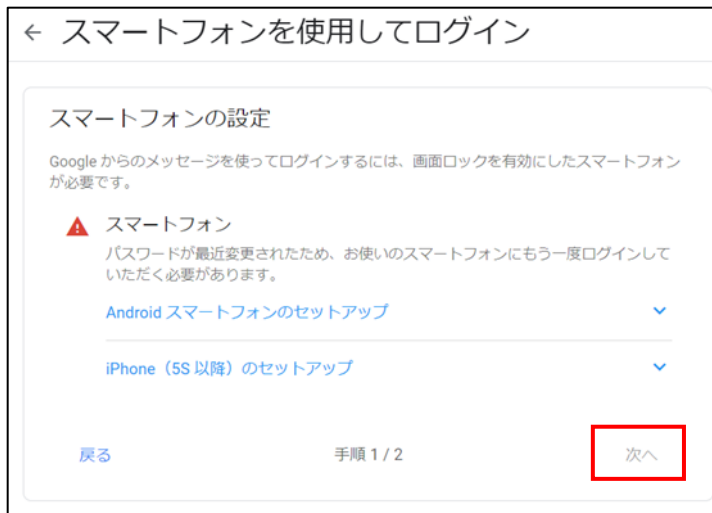 ← スマートフォンを使用してログイン
スマートフォンの設定
Google からのメッセージを使ってログインするには、画面ロックを有効にしたスマートフォン
が必要です。
スマートフォン
パスワードが最近変更されたため、お使いのスマートフォンにもう一度ログインして
いただく必要があります。
Android スマートフォンのセットアップ
iPhone（5S 以降）のセットアップ
戻る 手順 1 / 2 次へ